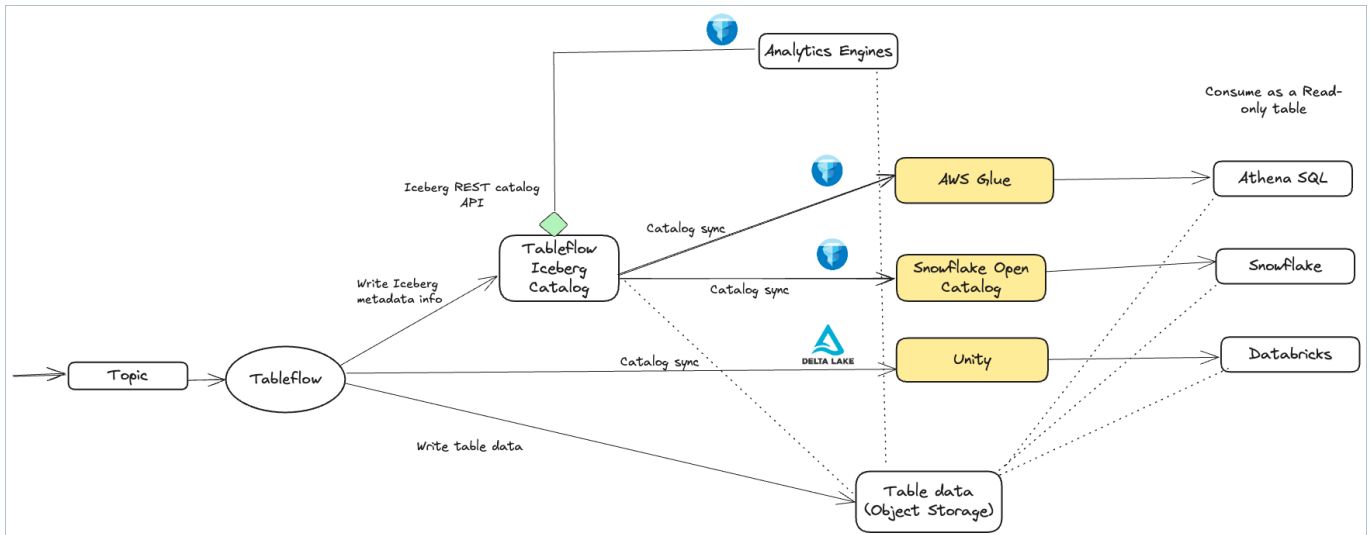 Analytics Engines
Consume as a Read-
only table
Iceberg REST catalog
API
AWS Glue
Athena SQL
Catalog sync
Tableflow
Iceberg
Catalog
Snowflake Open
Catalog
Snowflake
Write Iceberg
metadata info
Catalog sync
DELTA LAKE
Catalog sync
Unity
Databricks
Topic
Tableflow
Write table data
Table data
(Object Storage)